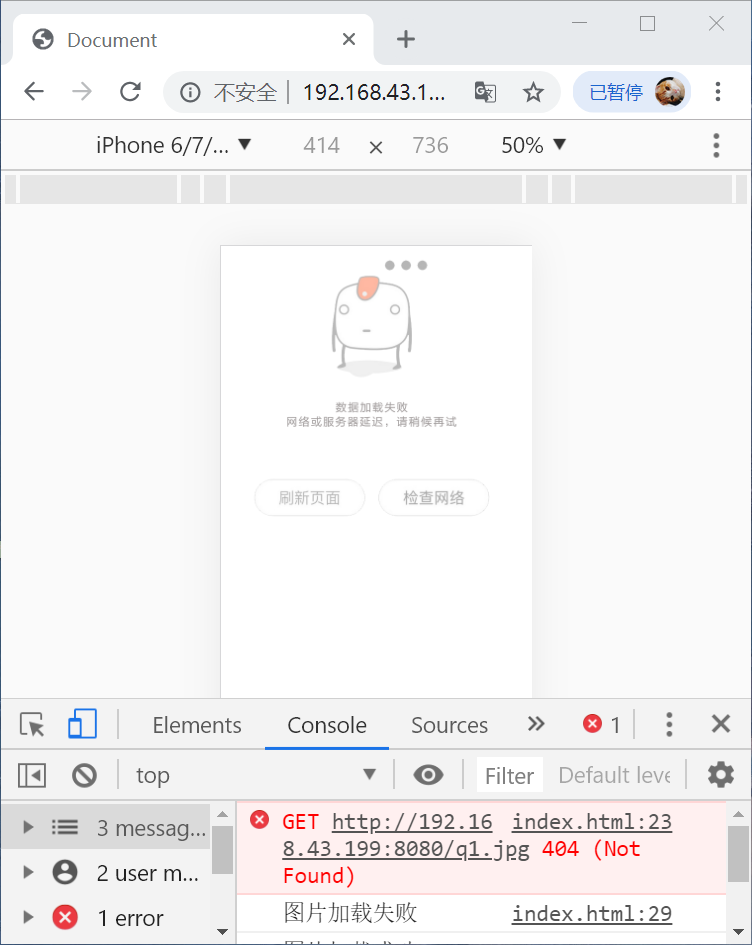 Document
不安全 192.168.43.1...
已暂停
iPhone 6/7/... ▼ 414 × 736 50% ▼
数据加载失败
网络或服务器延迟，请稍候再试
刷新页面 检查网络
Elements Console Sources » 1
top ▼ Filter Default leve
3 messag...
2 user m...
1 error
GET http://192.16 index.html:23
8.43.199:8080/q1.jpg 404 (Not
Found)
图片加载失败 index.html:29